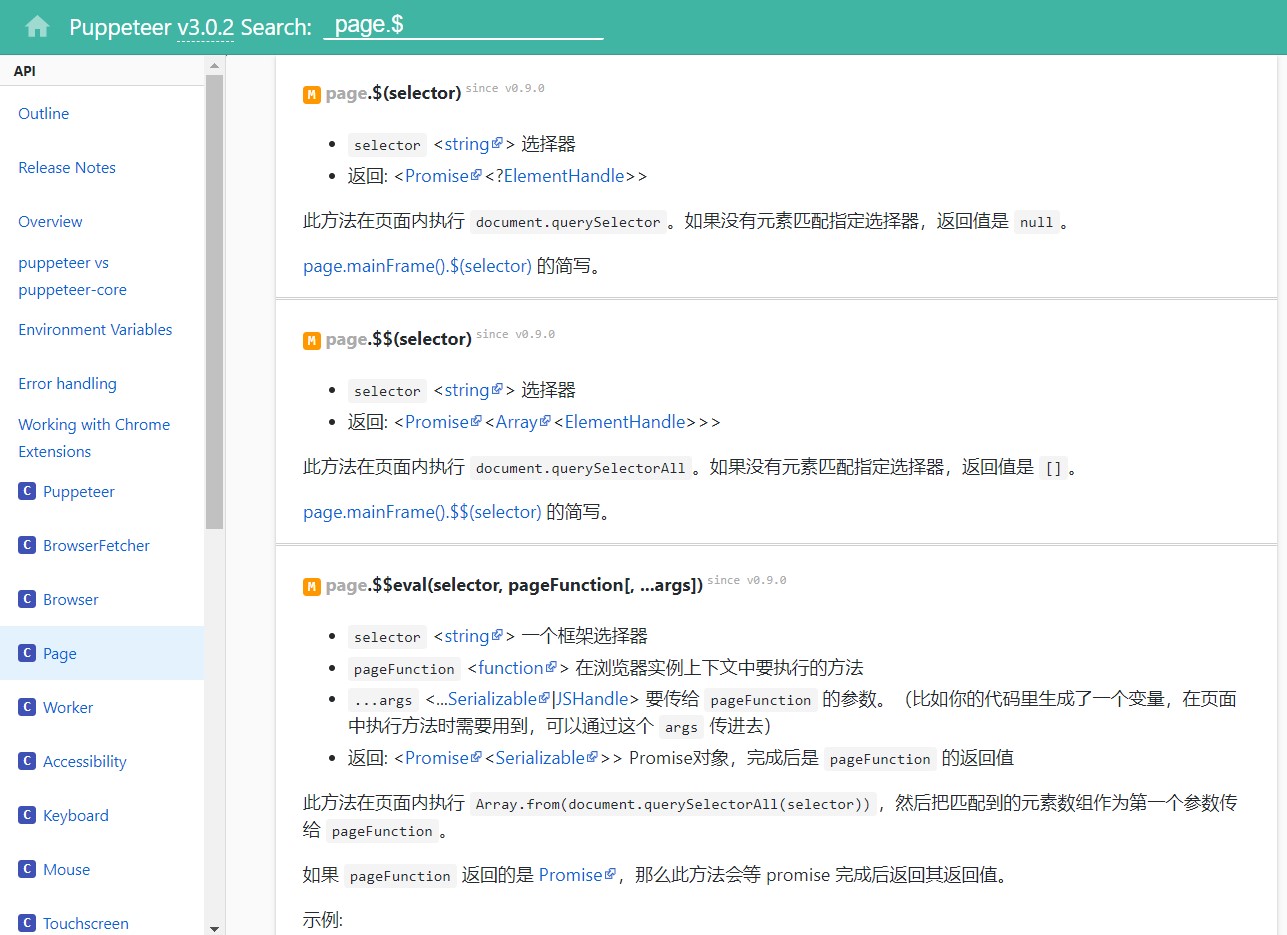 Puppeteer v3.0.2 Search: page.$
API
Outline
Release Notes
Overview
puppeteer vs
puppeteer-core
Environment Variables
Error handling
Working with Chrome
Extensions
C Puppeteer
C BrowserFetcher
C Browser
C Page
C Worker
C Accessibility
C Keyboard
C Mouse
C Touchscreen
M page.$(selector) since v0.9.0
• selector <string> 选择器
• 返回: <Promise<?ElementHandle>>
此方法在页面内执行 document.querySelector。如果没有元素匹配指定选择器，返回值是 null。
page.mainFrame().$(selector) 的简写。
M page.$$(selector) since v0.9.0
• selector <string> 选择器
• 返回: <Promise<Array<ElementHandle>>>
此方法在页面内执行 document.querySelectorAll。如果没有元素匹配指定选择器，返回值是 []。
page.mainFrame().$$(selector) 的简写。
M page.$$eval(selector, pageFunction[, ...args]) since v0.9.0
• selector <string> 一个框架选择器
• pageFunction <function> 在浏览器实例上下文中要执行的方法
• ...args <...Serializable|JSHandle> 要传给 pageFunction 的参数。（比如你的代码里生成了一个变量，在页面
中执行方法时需要用到，可以通过这个 args 传进去）
• 返回: <Promise<Serializable>> Promise对象，完成后是 pageFunction 的返回值
此方法在页面内执行 Array.from(document.querySelectorAll(selector))，然后把匹配到的元素数组作为第一个参数传
给 pageFunction。
如果 pageFunction 返回的是 Promise，那么此方法会等 promise 完成后返回其返回值。
示例: